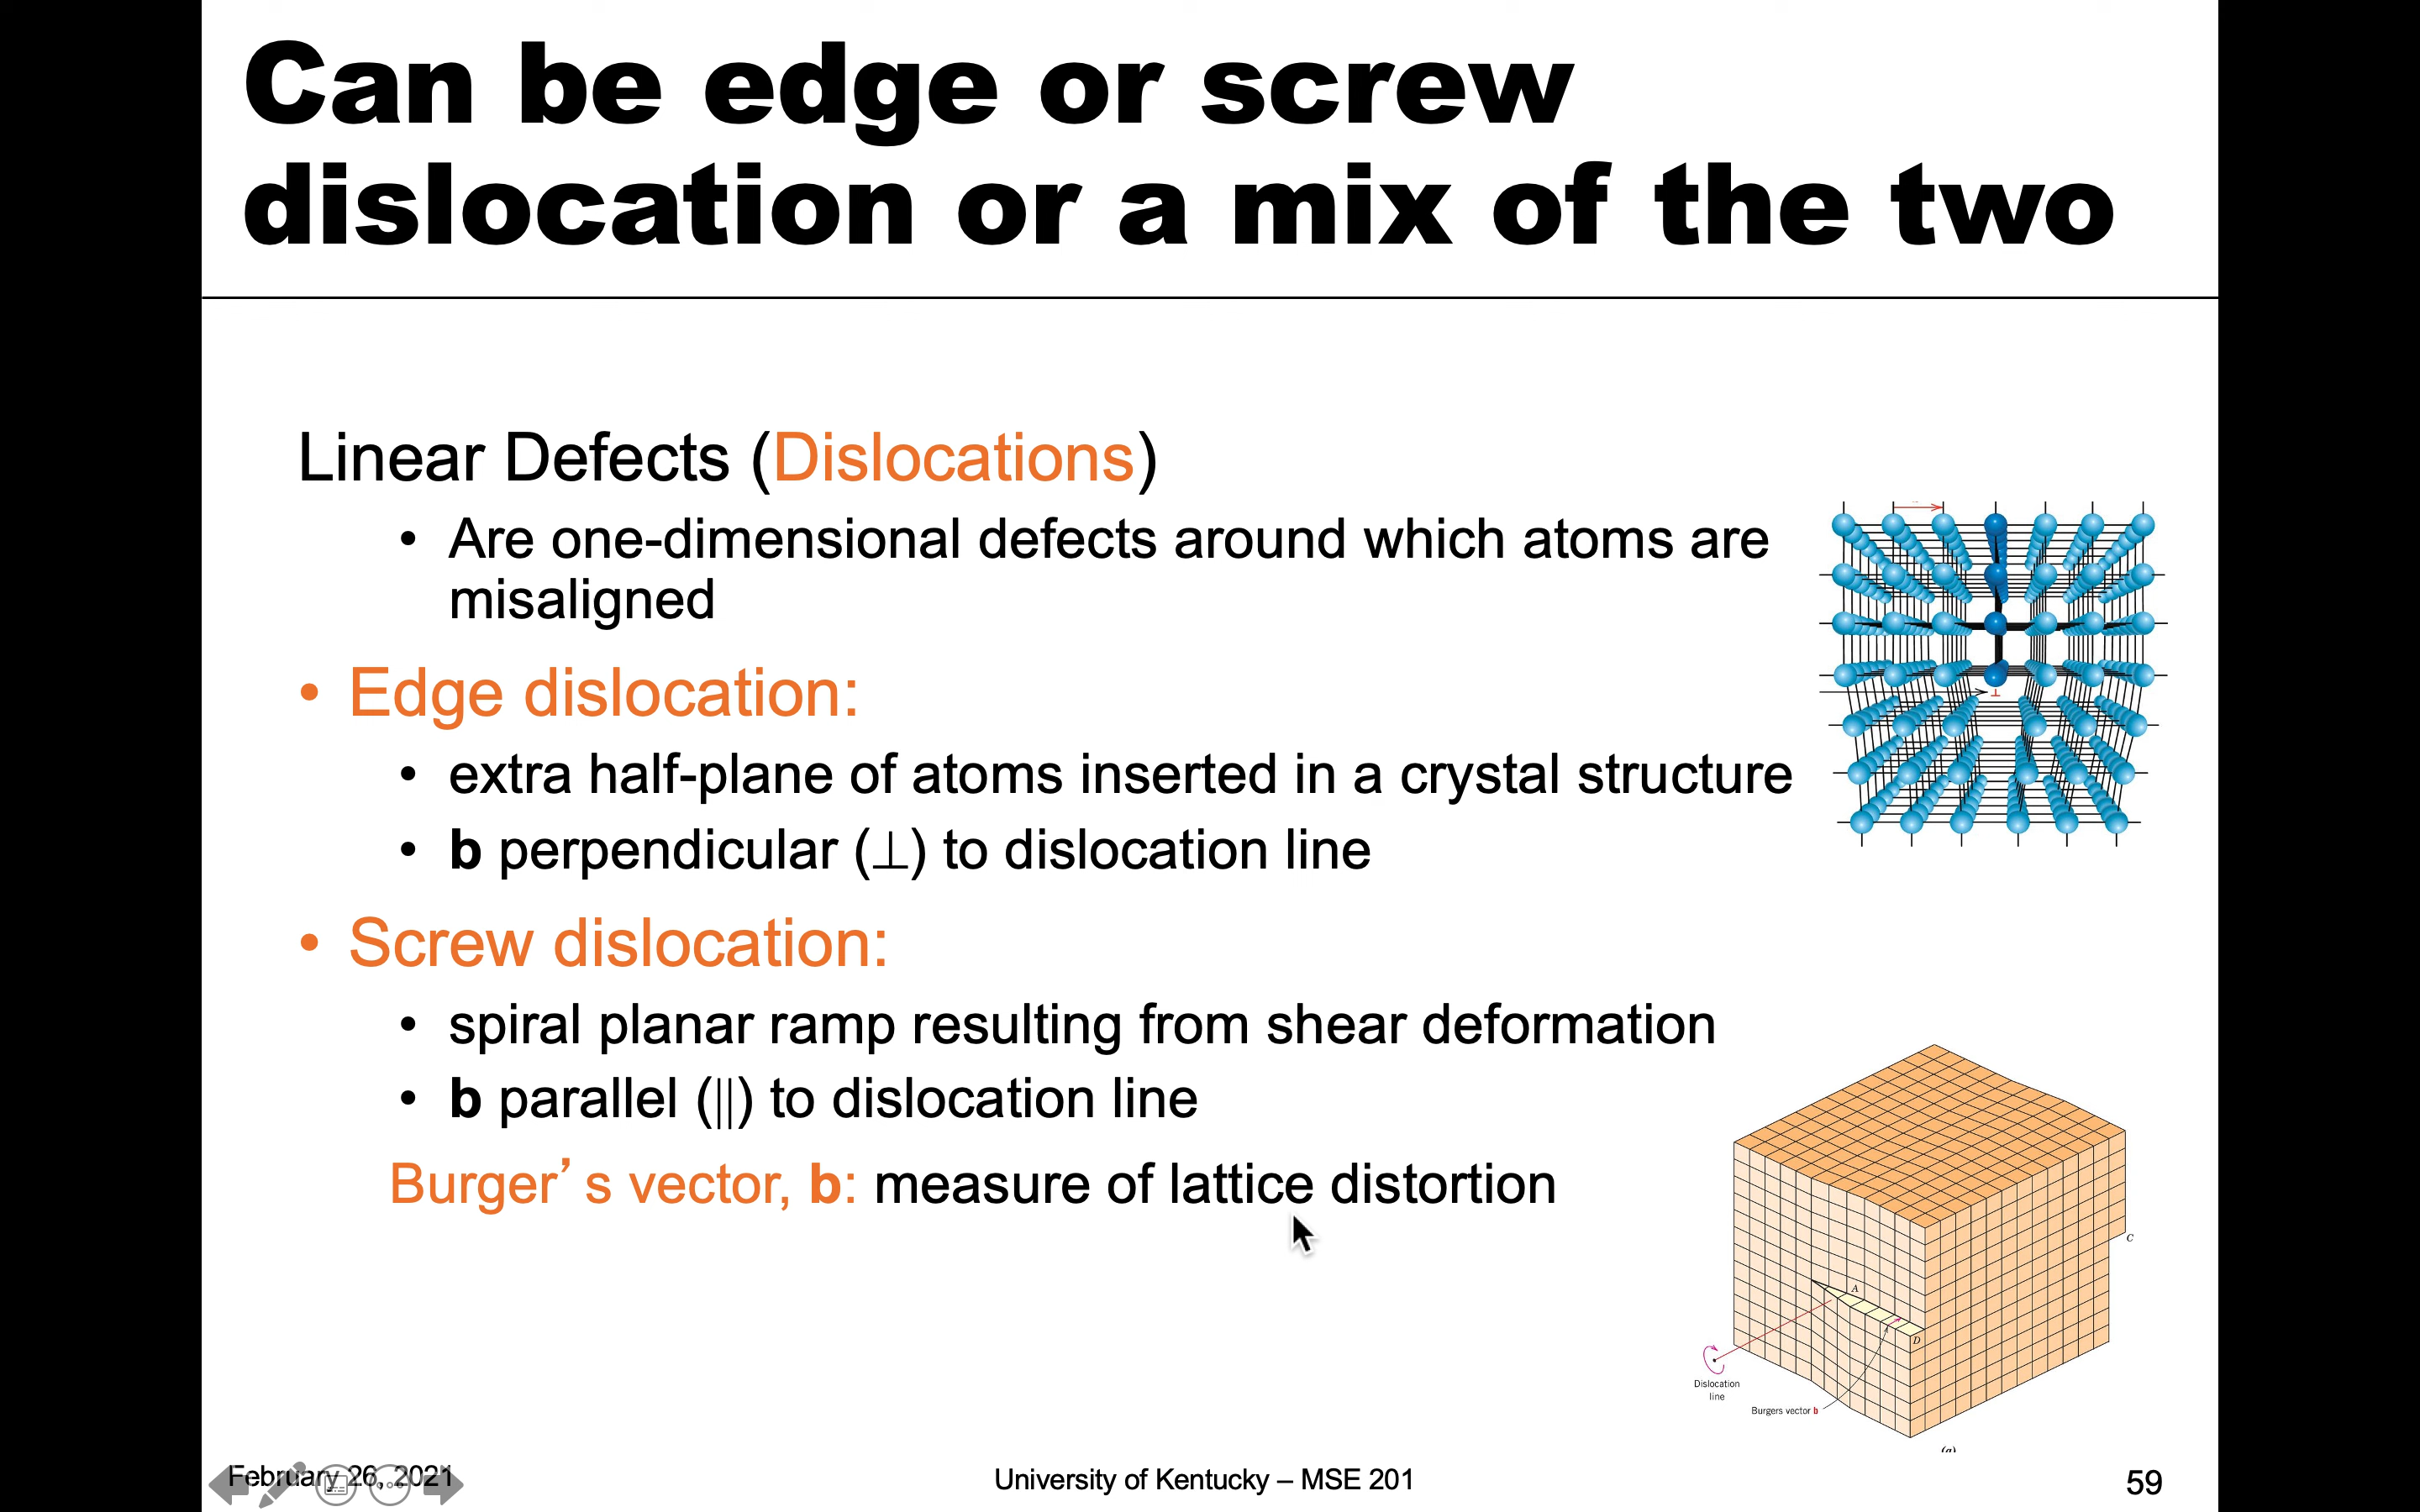 Can be edge or screw
dislocation or a mix of the two
Linear Defects (Dislocations)
• Are one-dimensional defects around which atoms are
misaligned
• Edge dislocation:
• extra half-plane of atoms inserted in a crystal structure
• b perpendicular (⊥) to dislocation line
• Screw dislocation:
• spiral planar ramp resulting from shear deformation
• b parallel (||) to dislocation line
Burger’ s vector, b: measure of lattice distortion
⊥
C
A
D
Dislocation
line
Burgers vector b
(a)
February 26, 2021
University of Kentucky – MSE 201
59